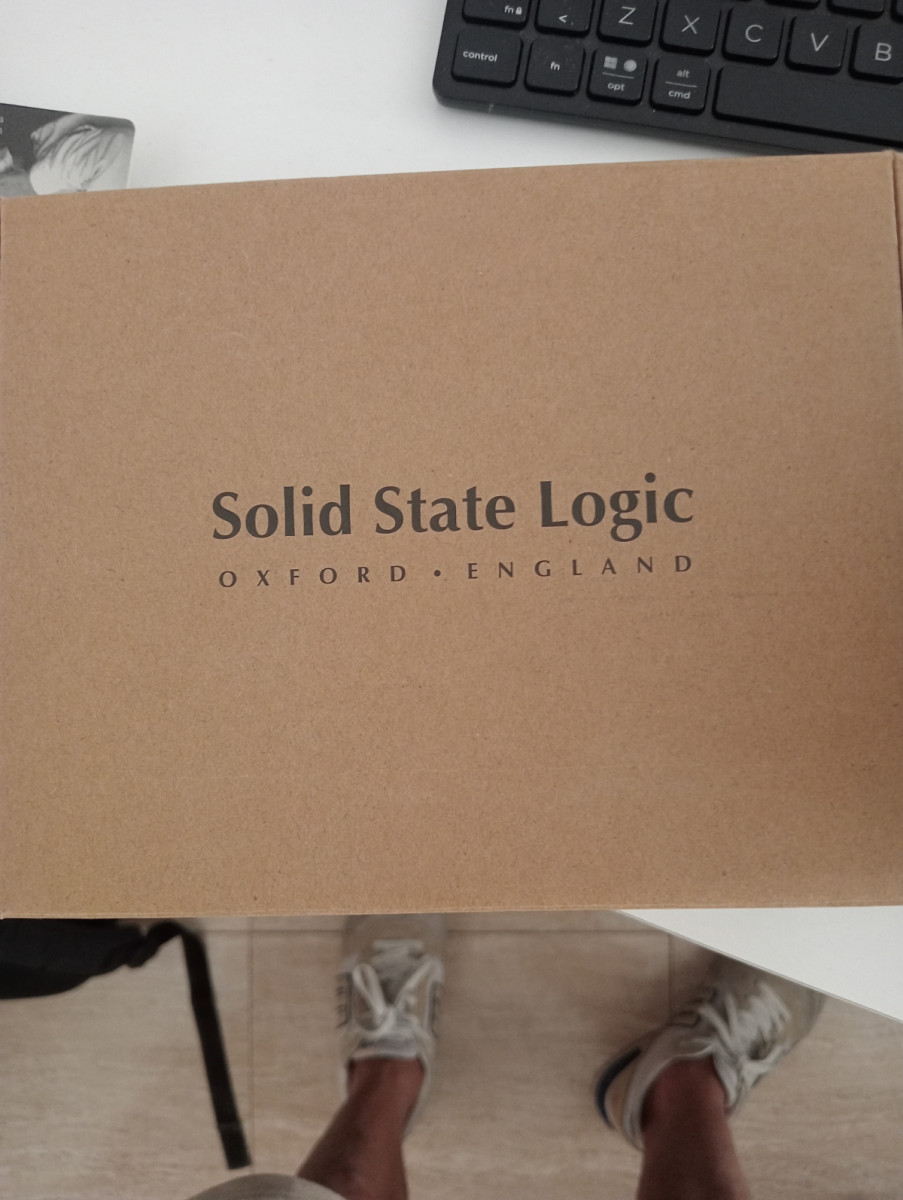 fn
<
Z
X
C
V
B
control
fn
opt
alt
cmd
Solid State Logic
OXFORD • ENGLAND